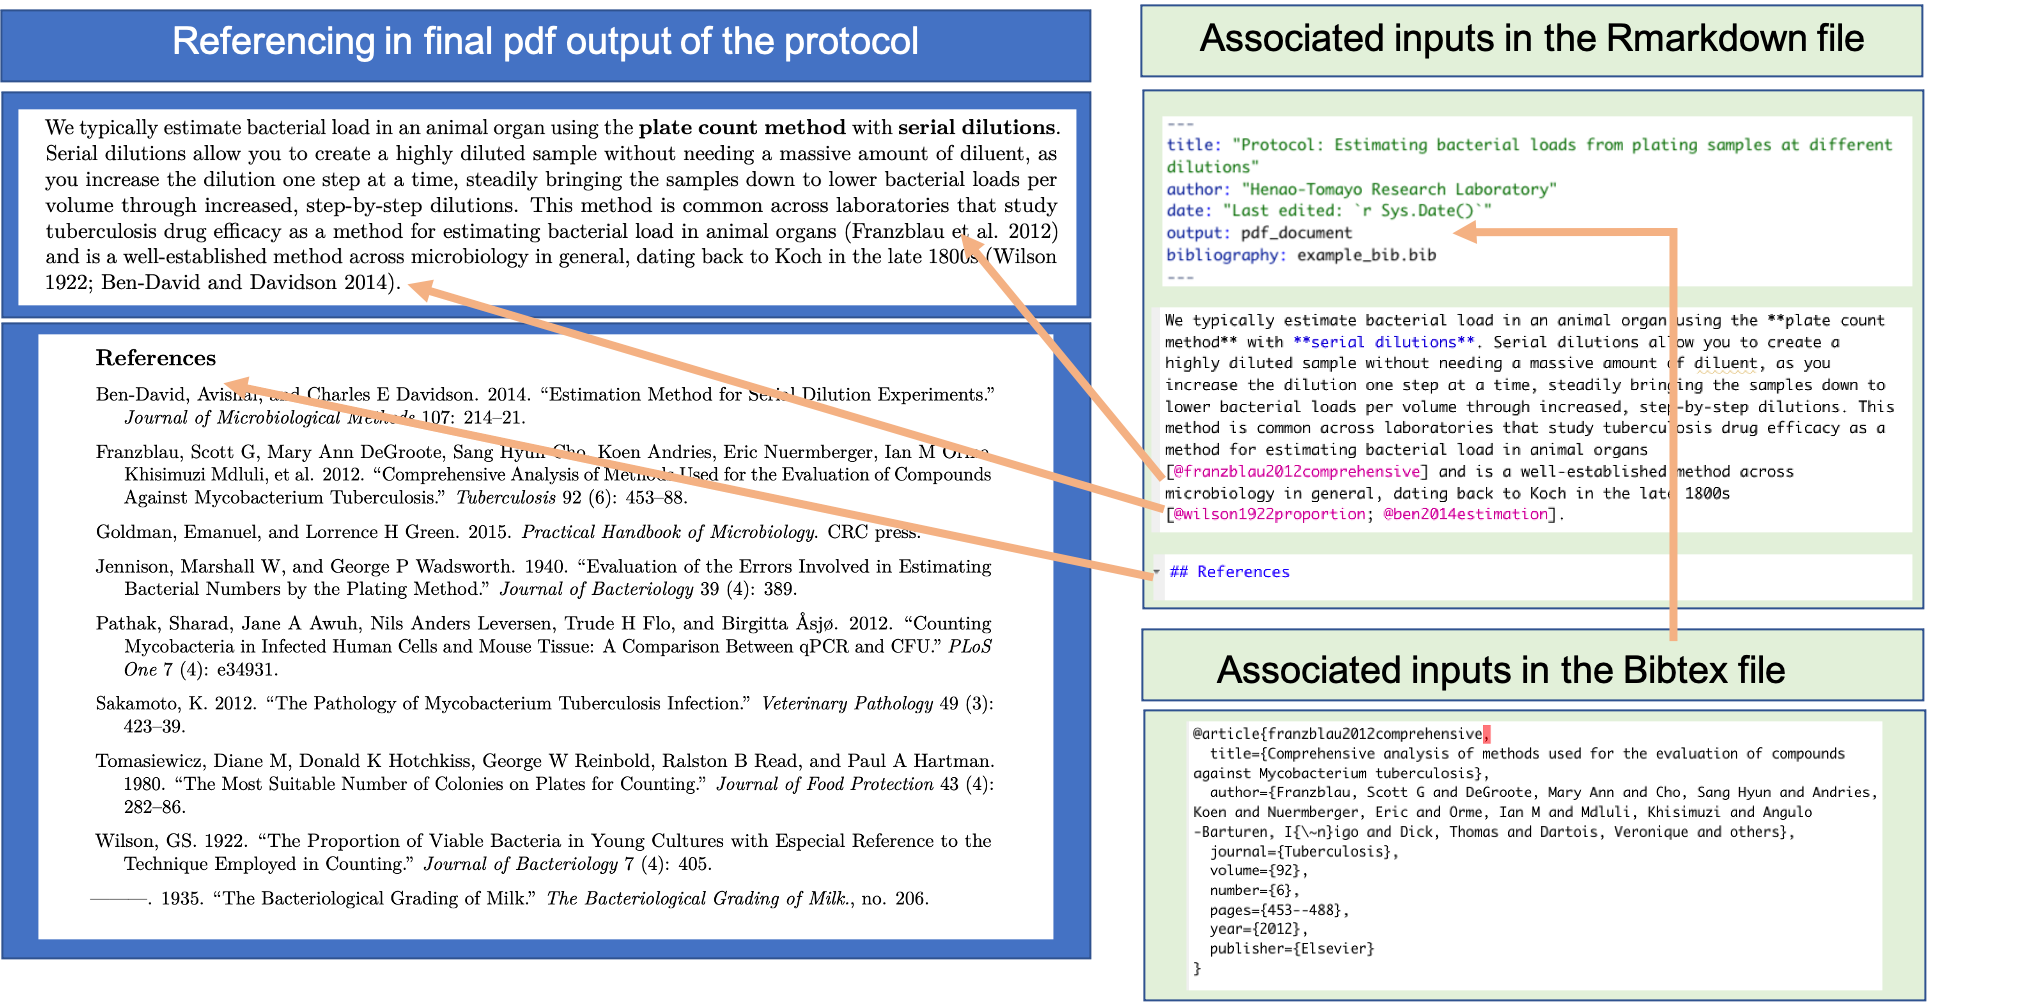 Referencing in final pdf output of the protocol
We typically estimate bacterial load in an animal organ using the plate count method with serial dilutions.
Serial dilutions allow you to create a highly diluted sample without needing a massive amount of diluent, as
you increase the dilution one step at a time, steadily bringing the samples down to lower bacterial loads per
volume through increased, step-by-step dilutions. This method is common across laboratories that study
tuberculosis drug efficacy as a method for estimating bacterial load in animal organs (Franzblau et al. 2012)
and is a well-established method across microbiology in general, dating back to Koch in the late 1800s (Wilson
1922; Ben-David and Davidson 2014).
References
Ben-David, Avishai, and Charles E Davidson. 2014. “Estimation Method for Serial Dilution Experiments.”
Journal of Microbiological Methods 107: 214–21.
Franzblau, Scott G, Mary Ann DeGroote, Sang Hyun Cho, Koen Andries, Eric Nuermberger, Ian M Orme,
Khisimuzi Mdluli, et al. 2012. “Comprehensive Analysis of Methods Used for the Evaluation of Compounds
Against Mycobacterium Tuberculosis.” Tuberculosis 92 (6): 453–88.
Goldman, Emanuel, and Lorrence H Green. 2015. Practical Handbook of Microbiology. CRC press.
Jennison, Marshall W, and George P Wadsworth. 1940. “Evaluation of the Errors Involved in Estimating
Bacterial Numbers by the Plating Method.” Journal of Bacteriology 39 (4): 389.
Pathak, Sharad, Jane A Awuh, Nils Anders Leversen, Trude H Flo, and Birgitta Åsjø. 2012. “Counting
Mycobacteria in Infected Human Cells and Mouse Tissue: A Comparison Between qPCR and CFU.” PLoS
One 7 (4): e34931.
Sakamoto, K. 2012. “The Pathology of Mycobacterium Tuberculosis Infection.” Veterinary Pathology 49 (3):
423–39.
Tomasiewicz, Diane M, Donald K Hotchkiss, George W Reinbold, Ralston B Read, and Paul A Hartman.
1980. “The Most Suitable Number of Colonies on Plates for Counting.” Journal of Food Protection 43 (4):
282–86.
Wilson, GS. 1922. “The Proportion of Viable Bacteria in Young Cultures with Especial Reference to the
Technique Employed in Counting.” Journal of Bacteriology 7 (4): 405.
———. 1935. “The Bacteriological Grading of Milk.” The Bacteriological Grading of Milk., no. 206.
Associated inputs in the Rmarkdown file
---
title: "Protocol: Estimating bacterial loads from plating samples at different
dilutions"
author: "Henao-Tomayo Research Laboratory"
date: "Last edited: `r Sys.Date()`"
output: pdf_document
bibliography: example_bib.bib
---
We typically estimate bacterial load in an animal organ using the **plate count
method** with **serial dilutions**. Serial dilutions allow you to create a
highly diluted sample without needing a massive amount of diluent, as you
increase the dilution one step at a time, steadily bringing the samples down to
lower bacterial loads per volume through increased, step-by-step dilutions. This
method is common across laboratories that study tuberculosis drug efficacy as a
method for estimating bacterial load in animal organs
[@franzblau2012comprehensive] and is a well-established method across
microbiology in general, dating back to Koch in the late 1800s
[@wilson1922proportion; @ben2014estimation].
## References
Associated inputs in the Bibtex file
@article{franzblau2012comprehensive,
title={Comprehensive analysis of methods used for the evaluation of compounds
against Mycobacterium tuberculosis},
author={Franzblau, Scott G and DeGroote, Mary Ann and Cho, Sang Hyun and Andries,
Koen and Nuermberger, Eric and Orme, Ian M and Mdluli, Khisimuzi and Angulo
-Barturen, I{\~n}igo and Dick, Thomas and Dartois, Veronique and others},
journal={Tuberculosis},
volume={92},
number={6},
pages={453--488},
year={2012},
publisher={Elsevier}
}